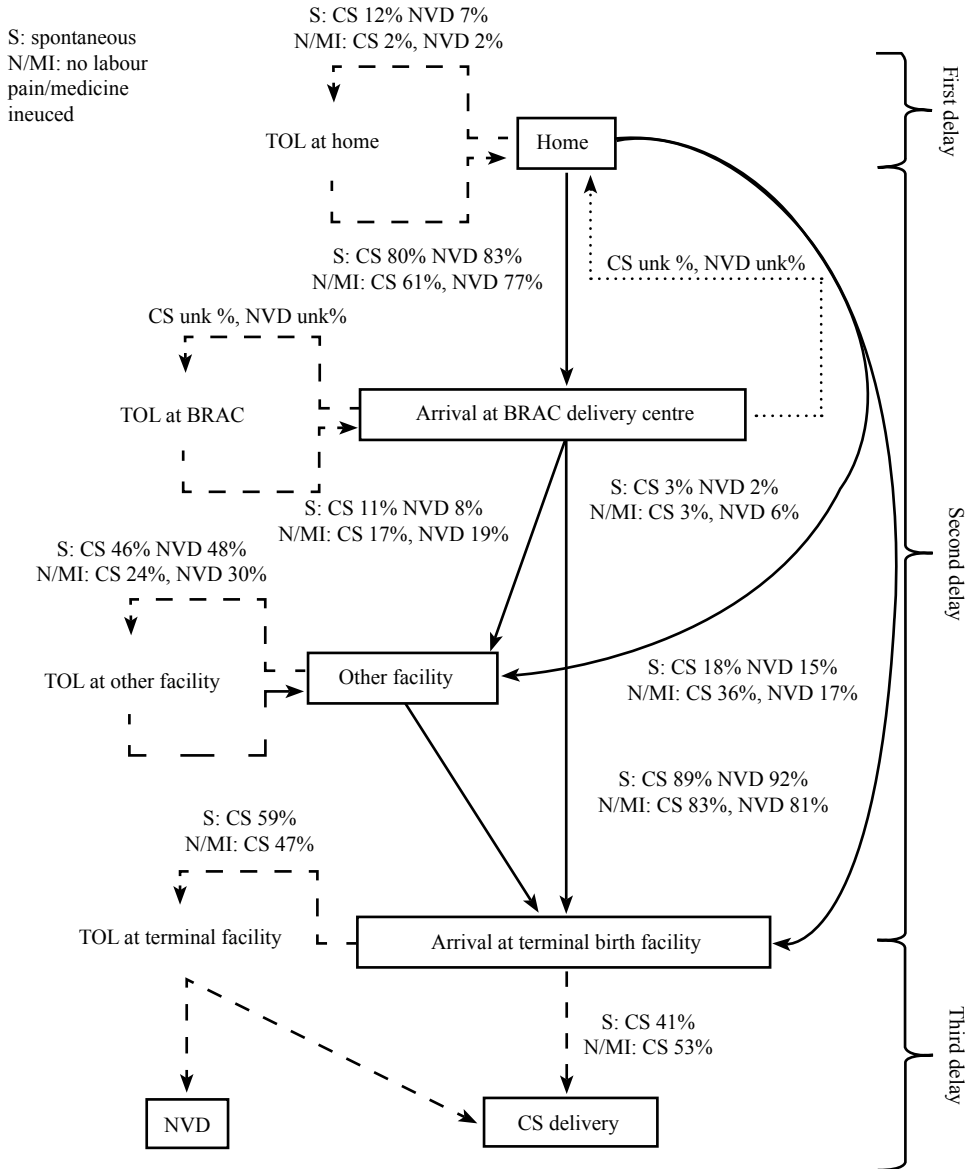 S: CS 12% NVD 7%
N/MI: CS 2%, NVD 2%
S: spontaneous
N/MI: no labour
pain/medicine
ineuced
First delay
TOL at home
Home
S: CS 80% NVD 83%
N/MI: CS 61%, NVD 77%
CS unk %, NVD unk%
CS unk %, NVD unk%
TOL at BRAC
Arrival at BRAC delivery centre
S: CS 3% NVD 2%
N/MI: CS 3%, NVD 6%
S: CS 11% NVD 8%
N/MI: CS 17%, NVD 19%
S: CS 46% NVD 48%
N/MI: CS 24%, NVD 30%
Second delay
TOL at other facility
Other facility
S: CS 18% NVD 15%
N/MI: CS 36%, NVD 17%
S: CS 89% NVD 92%
N/MI: CS 83%, NVD 81%
S: CS 59%
N/MI: CS 47%
TOL at terminal facility
Arrival at terminal birth facility
S: CS 41%
N/MI: CS 53%
Third delay
NVD
CS delivery